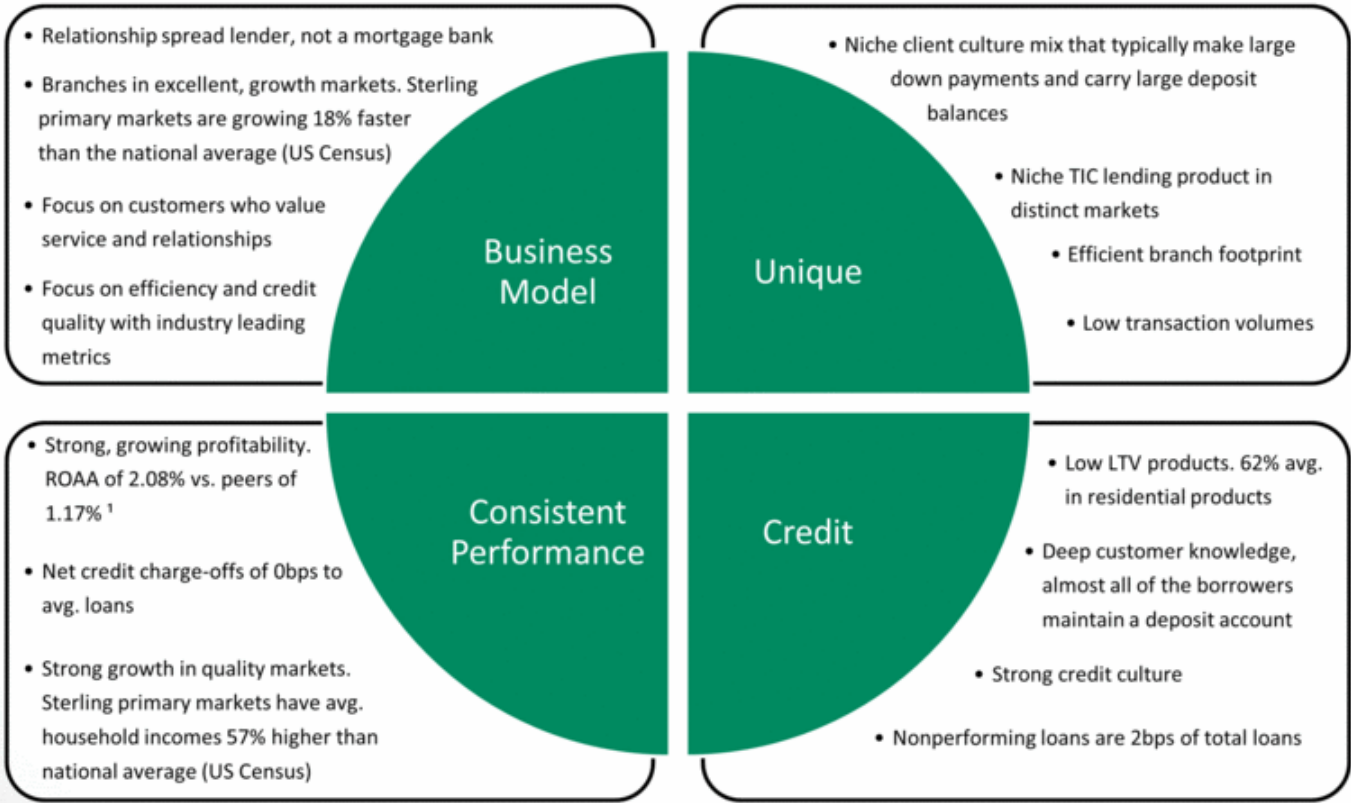 • Relationship spread lender, not a mortgage bank
• Branches in excellent, growth markets. Sterling
primary markets are growing 18% faster
than the national average (US Census)
• Focus on customers who value
service and relationships
• Focus on efficiency and credit
quality with industry leading
metrics
Business
Model
• Niche client culture mix that typically make large
down payments and carry large deposit
balances
• Niche TIC lending product in
distinct markets
• Efficient branch footprint
• Low transaction volumes
Unique
• Strong, growing profitability.
ROAA of 2.08% vs. peers of
1.17% ¹
• Net credit charge-offs of 0bps to
avg. loans
• Strong growth in quality markets.
Sterling primary markets have avg.
household incomes 57% higher than
national average (US Census)
Consistent
Performance
Credit
• Low LTV products. 62% avg.
in residential products
• Deep customer knowledge,
almost all of the borrowers
maintain a deposit account
• Strong credit culture
• Nonperforming loans are 2bps of total loans